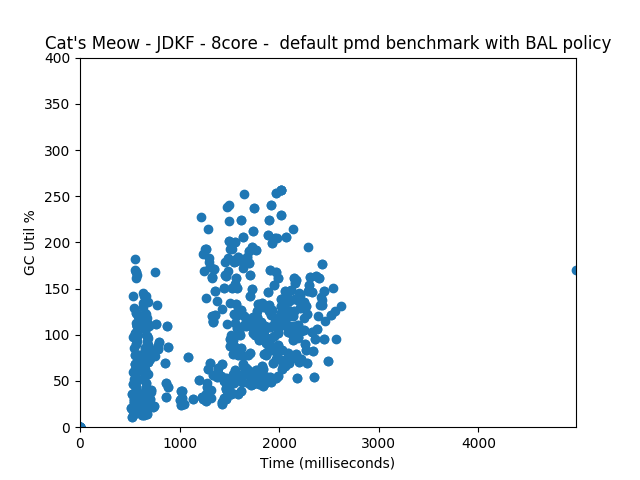 Cat's Meow - JDKF - 8core -  default pmd benchmark with BAL policy
400
350
300
250
200
150
100
50
0
GC Util %
0 1000 2000 3000 4000
Time (milliseconds)